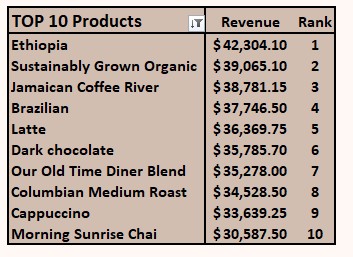 TOP 10 Products Revenue Rank
Ethiopia $42,304.10 1
Sustainably Grown Organic $39,065.10 2
Jamaican Coffee River $38,781.15 3
Brazilian $37,746.50 4
Latte $36,369.75 5
Dark chocolate $35,785.70 6
Our Old Time Diner Blend $35,278.00 7
Columbian Medium Roast $34,528.50 8
Cappuccino $33,639.25 9
Morning Sunrise Chai $30,587.50 10